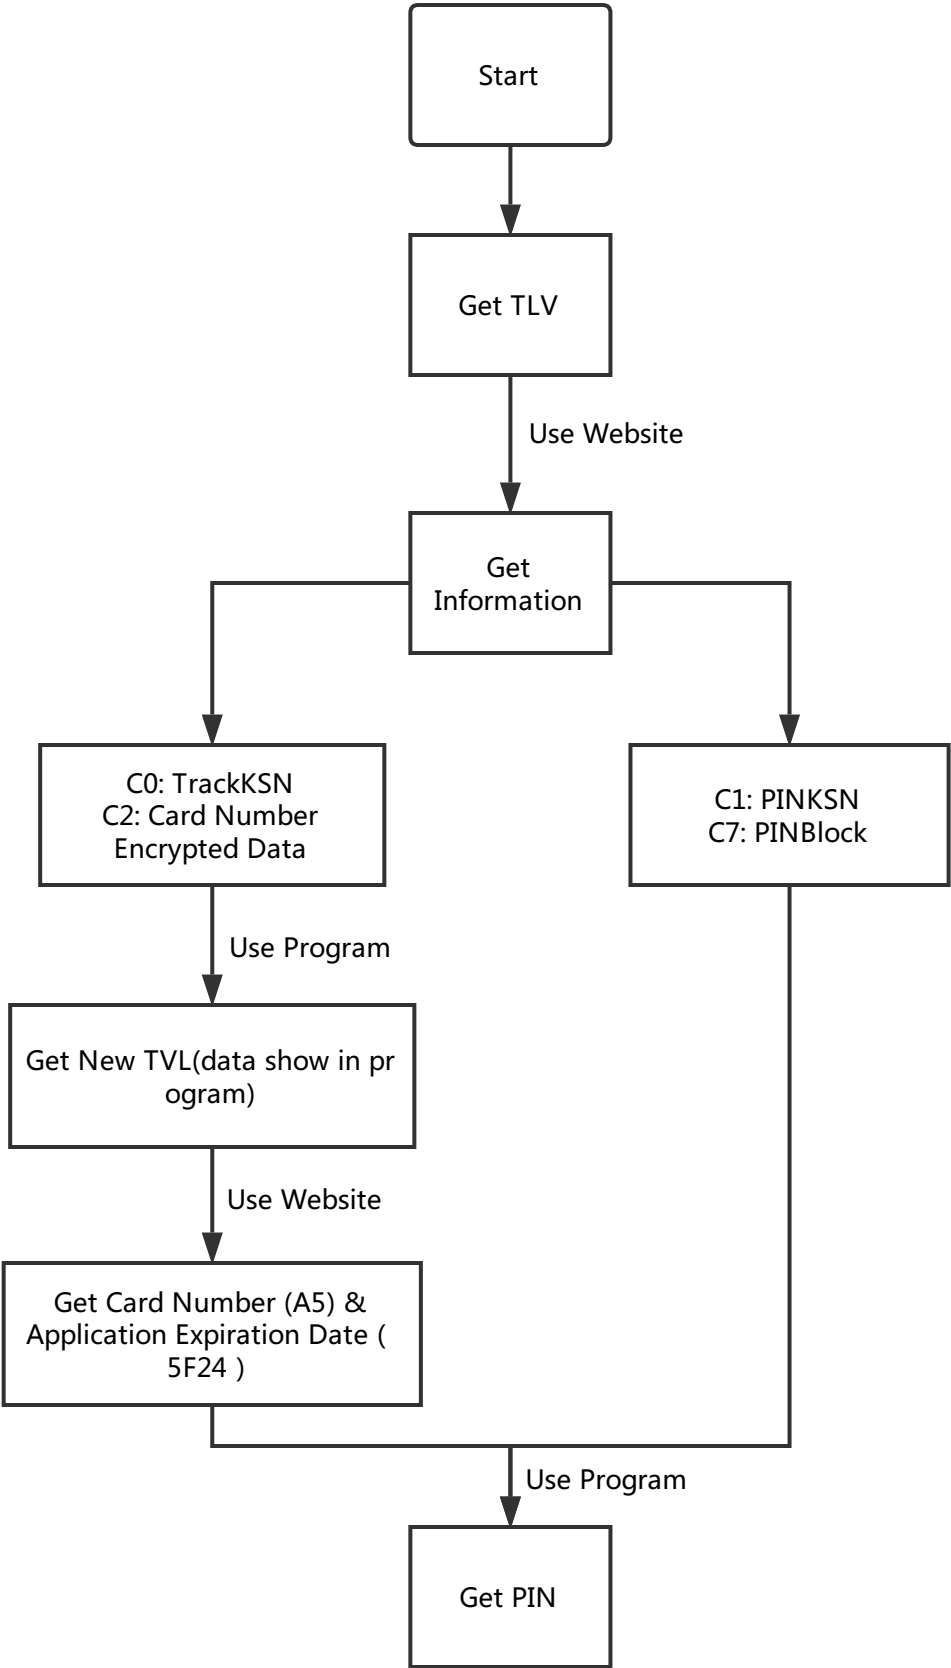 Start
Get TLV
Use Website
Get
Information
C0: TrackKSN
C2: Card Number
Encrypted Data
C1: PINKSN
C7: PINBlock
Use Program
Get New TVL(data show in pr
ogram)
Use Website
Get Card Number (A5) &
Application Expiration Date (
5F24 )
Use Program
Get PIN